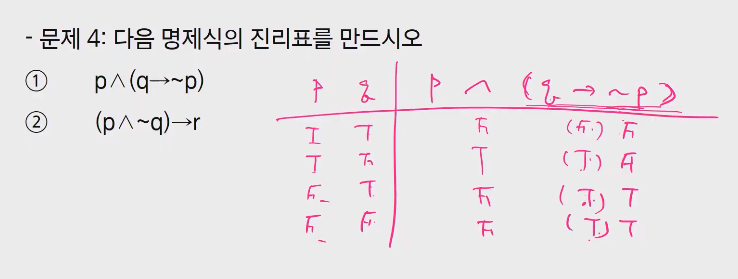 - 문제 4: 다음 명제식의 진리표를 만드시오
① p∧(q→~p)
② (p∧~q)→r
p q p ∧ (q → ~p)
T T F (F) F
T F T (T) F
F T F (T) T
F F F (T) T